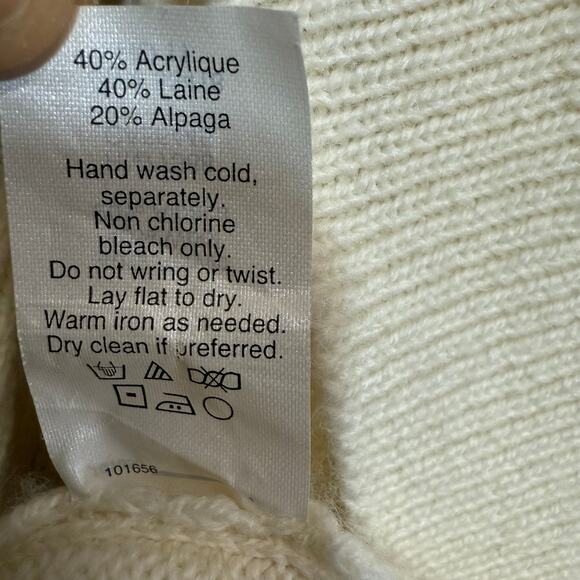 40% Acrylique
40% Laine
20% Alpaga
Hand wash cold,
separately.
Non chlorine
bleach only.
Do not wring or twist.
Lay flat to dry.
Warm iron as needed.
Dry clean if preferred.
101656